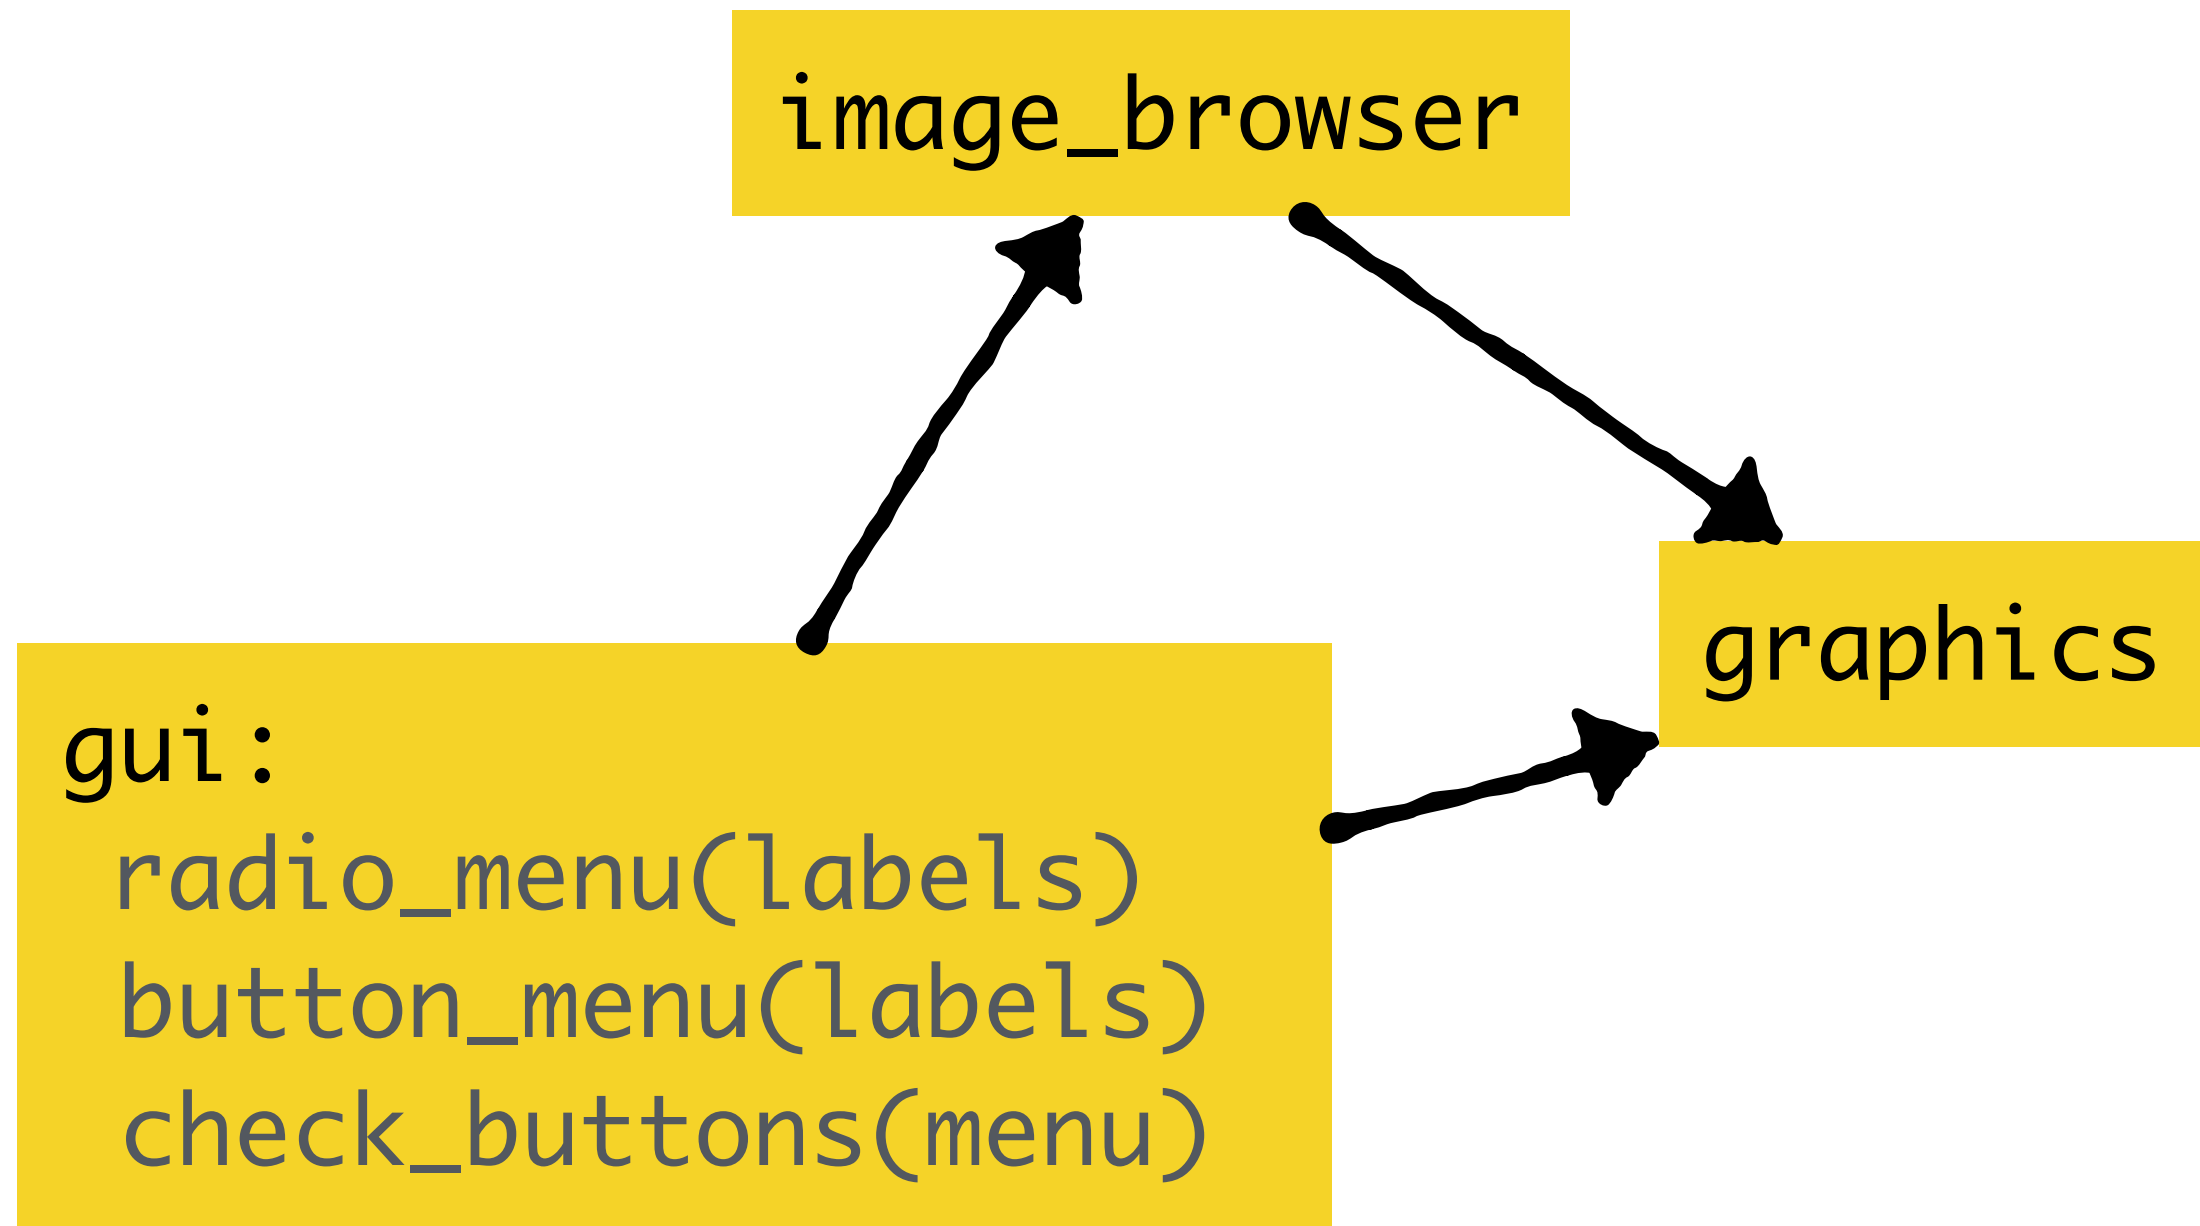 image_browser
graphics
gui:
radio_menu(labels)
button_menu(labels)
check_buttons(menu)